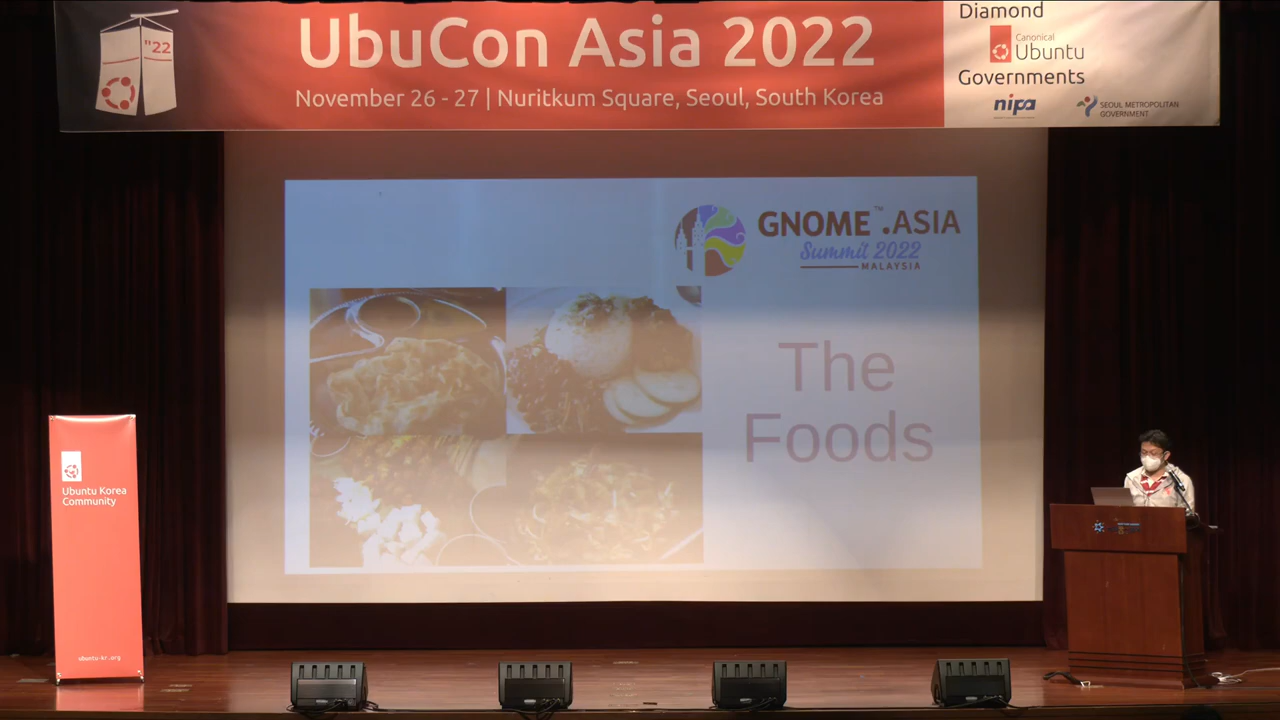 "22
UbuCon Asia 2022
November 26 - 27 | Nuritkum Square, Seoul, South Korea
Diamond
Canonical
Ubuntu
Governments
nipa
SEOUL METROPOLITAN
GOVERNMENT
GNOME™.ASIA
Summit 2022
MALAYSIA
The
Foods
Ubuntu Korea
Community
ubuntu-kr.org